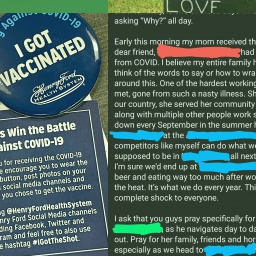 Against COVID-19
I GOT
VACCINATED
Henry Ford
HEALTH SYSTEM
s Win the Battle
ainst COVID-19
u for receiving the COVID-19
e encourage you to wear the
button, post photos on your
social media channels and
you chose to get the vaccine.
g @HenryFordHealthSystem
nry Ford Social Media channels
ding Facebook, Twitter and
gram and feel free to also use
e hashtag #IGotTheShot.
LOVE
asking "Why?" all day.
Early this morning my mom received th
dear friend, had
from COVID. I believe my entire family h
think of the words to say or how to wra
around this. One of the hardest working
met, gone from such a nasty illness. Sh
our country, she served her community
along with multiple other people work s
down every September in the summer h
at the
competitors like myself can do what we
supposed to be in all next
I'm sure we'd end up at
beer and eating way too much after wo
the heat. It's what we do every year. Thi
complete shock to everyone.
I ask that you guys pray specifically for
as he navigates day to da
out. Pray for her family, friends and hor
especially as we head to